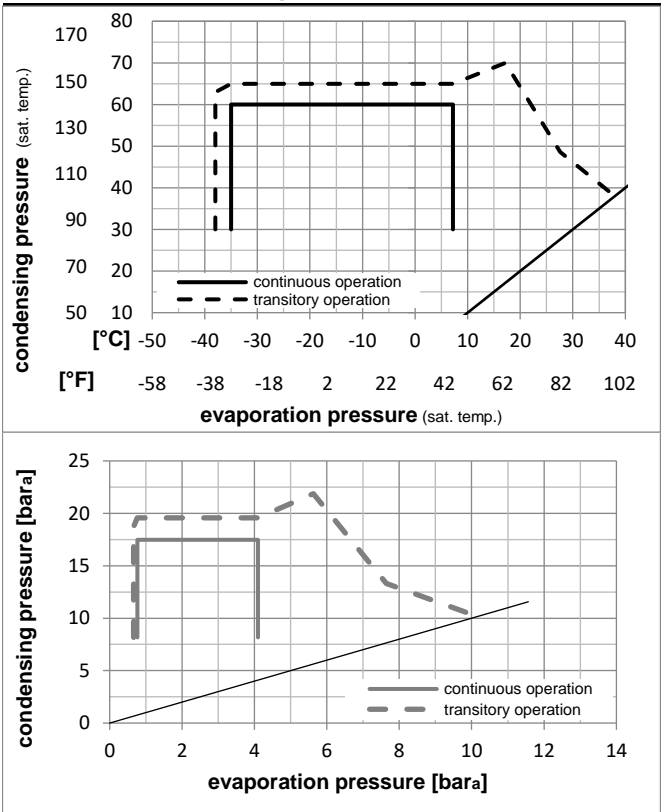 condensing pressure (sat. temp.)
170 80
70
150 60
130 50
110 40
90 30
70 20
50 10
continuous operation
transitory operation
[°C] -50 -40 -30 -20 -10 0 10 20 30 40
[°F] -58 -38 -18 2 22 42 62 82 102
evaporation pressure (sat. temp.)
condensing pressure [bara]
25
20
15
10
5
0
continuous operation
transitory operation
0 2 4 6 8 10 12 14
evaporation pressure [bara]